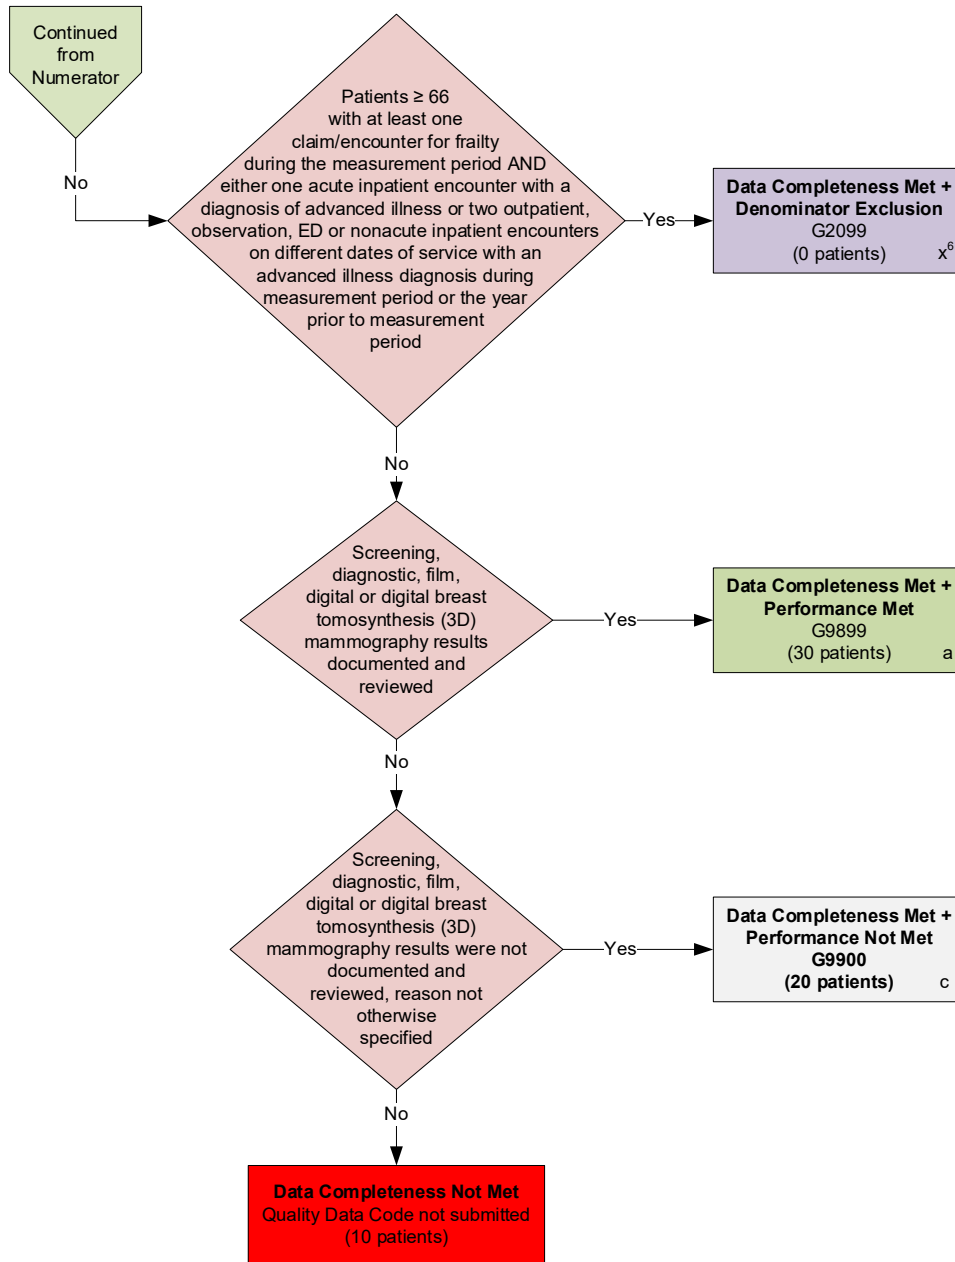 Continued
from
Numerator
No
Patients ≥ 66
with at least one
claim/encounter for frailty
during the measurement period AND
either one acute inpatient encounter with a
diagnosis of advanced illness or two outpatient,
observation, ED or nonacute inpatient encounters
on different dates of service with an
advanced illness diagnosis during
measurement period or the year
prior to measurement
period
Yes
Data Completeness Met +
Denominator Exclusion
G2099
(0 patients) x⁶
No
Screening,
diagnostic, film,
digital or digital breast
tomosynthesis (3D)
mammography results
documented and
reviewed
Yes
Data Completeness Met +
Performance Met
G9899
(30 patients) a
No
Screening,
diagnostic, film,
digital or digital breast
tomosynthesis (3D)
mammography results were not
documented and
reviewed, reason not
otherwise
specified
Yes
Data Completeness Met +
Performance Not Met
G9900
(20 patients) c
No
Data Completeness Not Met
Quality Data Code not submitted
(10 patients)